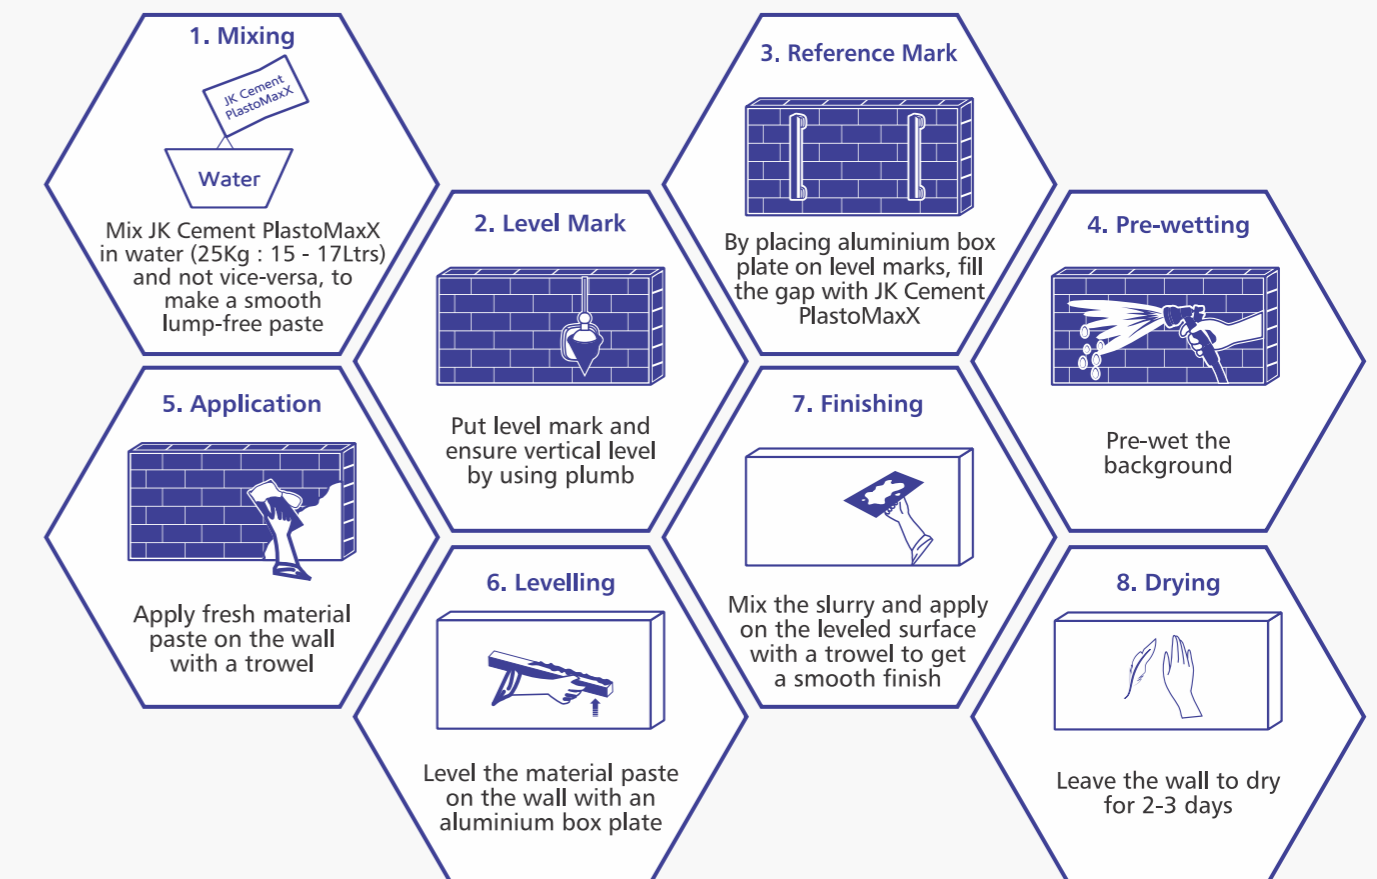 1. Mixing
JK Cement
PlastoMaxX
Water
Mix JK Cement PlastoMaxX
in water (25Kg : 15 - 17Ltrs)
and not vice-versa, to
make a smooth
lump-free paste
2. Level Mark
Put level mark and
ensure vertical level
by using plumb
3. Reference Mark
By placing aluminium box
plate on level marks, fill
the gap with JK Cement
PlastoMaxX
4. Pre-wetting
Pre-wet the
background
5. Application
Apply fresh material
paste on the wall
with a trowel
6. Levelling
Level the material paste
on the wall with an
aluminium box plate
7. Finishing
Mix the slurry and apply
on the leveled surface
with a trowel to get
a smooth finish
8. Drying
Leave the wall to dry
for 2-3 days